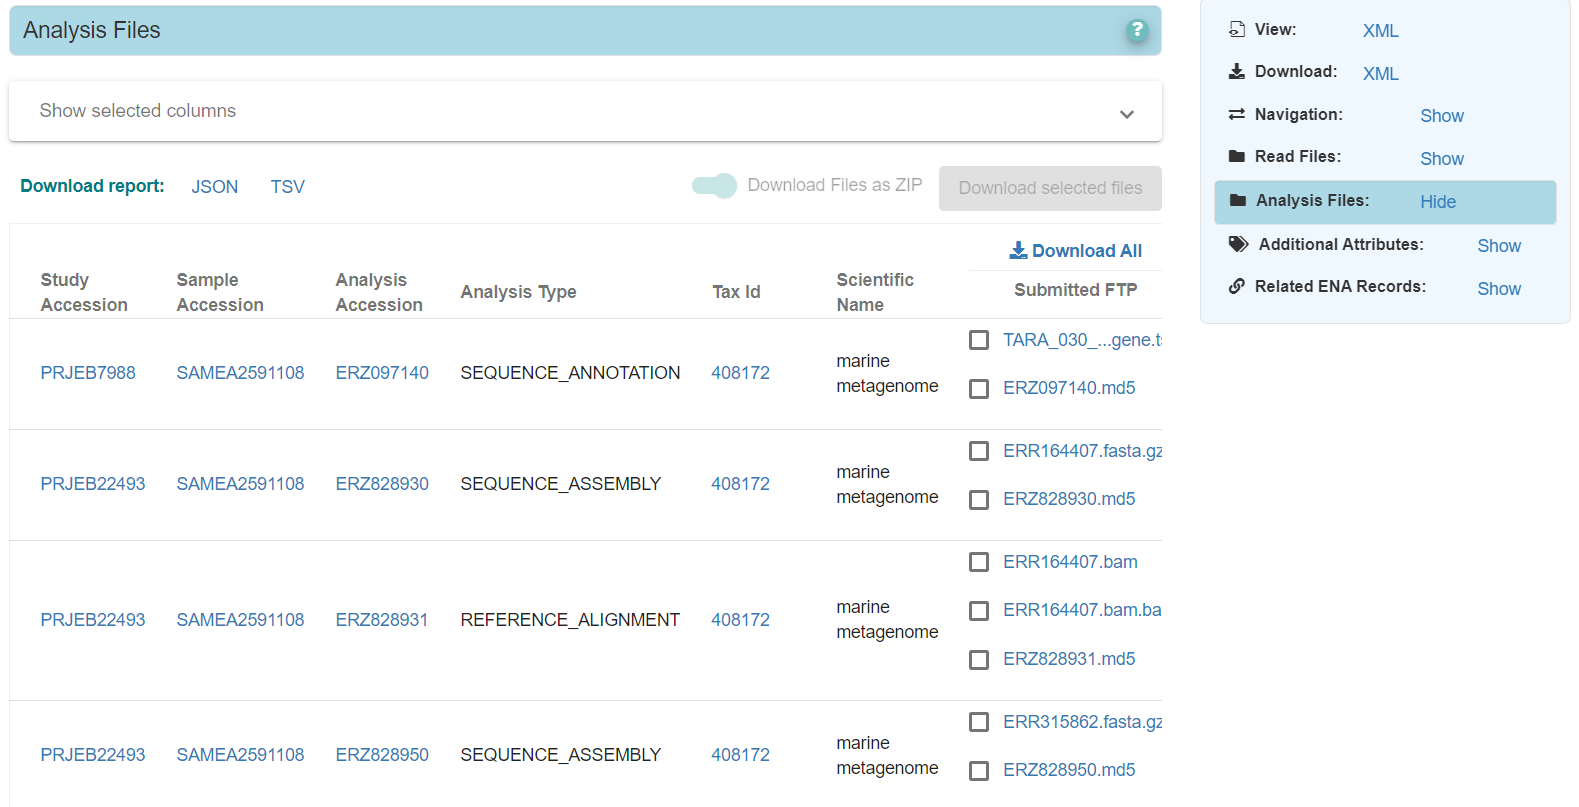 Analysis Files
?
Show selected columns
Download report: JSON TSV
Download Files as ZIP
Download selected files
Download All
Study Accession
Sample Accession
Analysis Accession
Analysis Type
Tax Id
Scientific Name
Submitted FTP
PRJEB7988 SAMEA2591108 ERZ097140 SEQUENCE_ANNOTATION 408172 marine metagenome
TARA_030_...gene.ts
ERZ097140.md5
PRJEB22493 SAMEA2591108 ERZ828930 SEQUENCE_ASSEMBLY 408172 marine metagenome
ERR164407.fasta.gz
ERZ828930.md5
PRJEB22493 SAMEA2591108 ERZ828931 REFERENCE_ALIGNMENT 408172 marine metagenome
ERR164407.bam
ERR164407.bam.ba
ERZ828931.md5
PRJEB22493 SAMEA2591108 ERZ828950 SEQUENCE_ASSEMBLY 408172 marine metagenome
ERR315862.fasta.gz
ERZ828950.md5
View: XML
Download: XML
Navigation: Show
Read Files: Show
Analysis Files: Hide
Additional Attributes: Show
Related ENA Records: Show